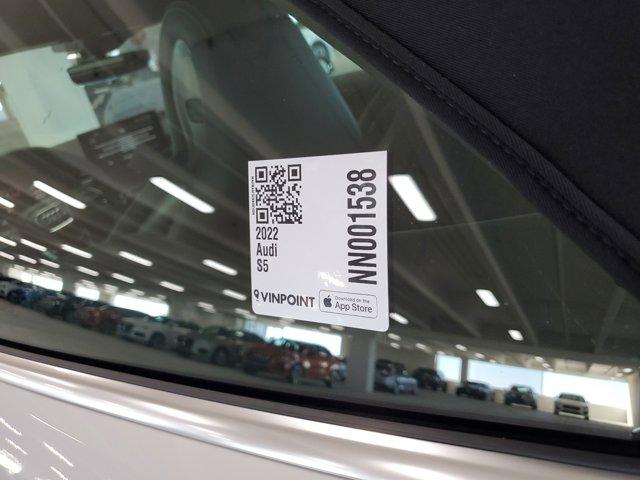 2022
Audi
S5
NN001538
VINPOINT
Download on the
App Store